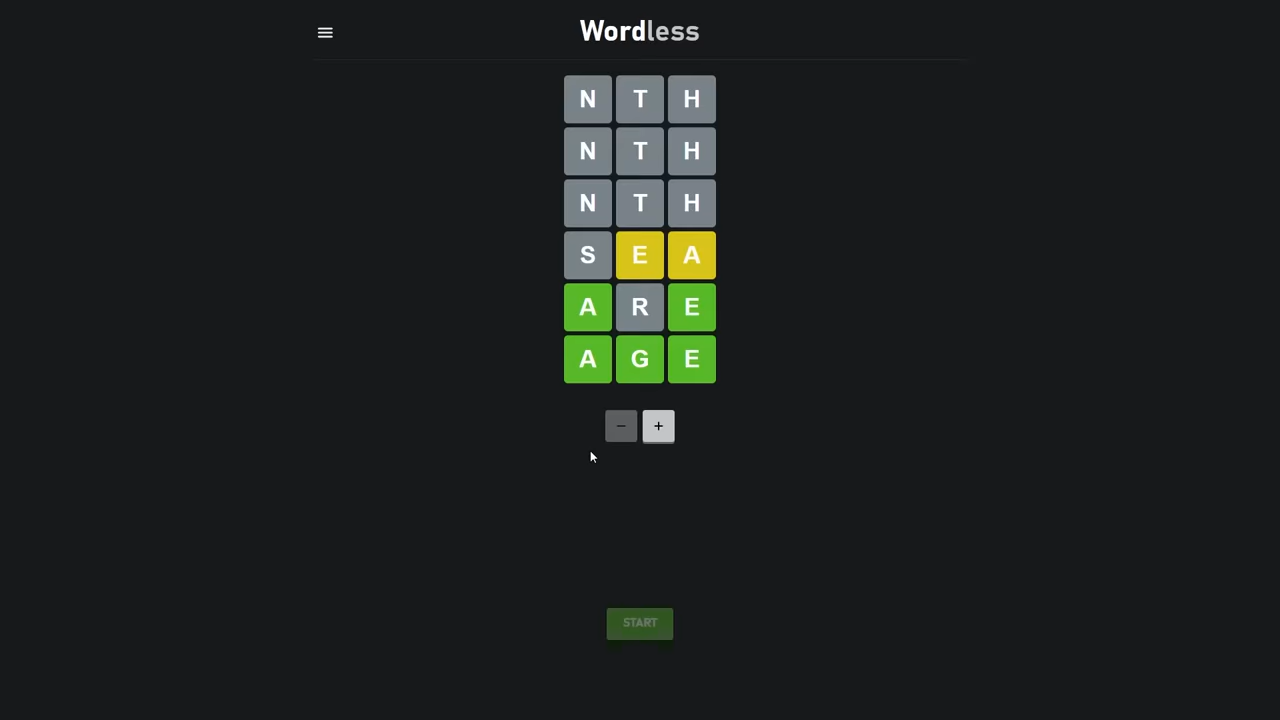 Wordless
N T H
N T H
N T H
S E A
A R E
A G E
− +
START